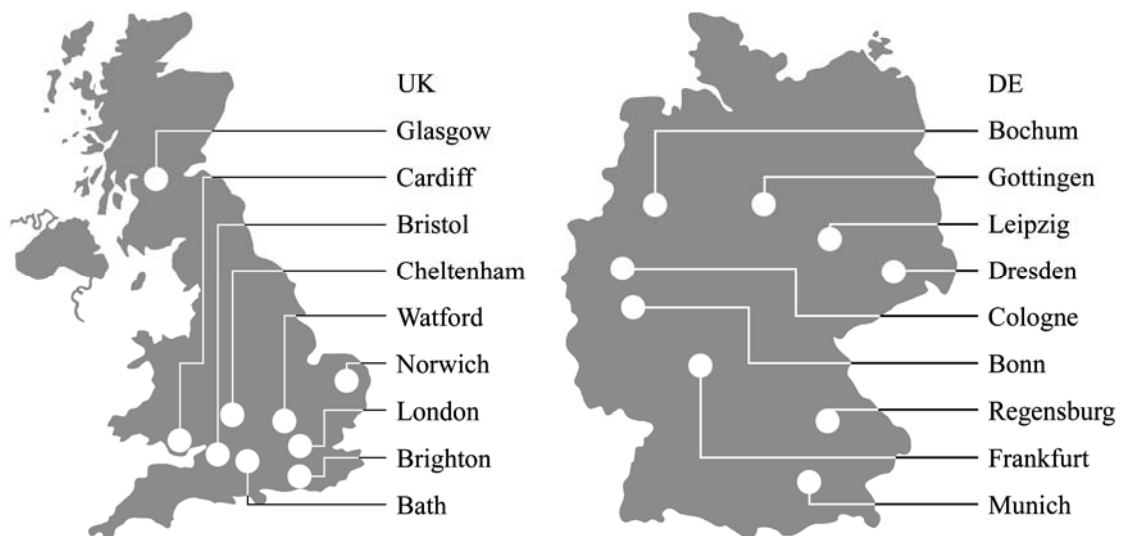 UK
Glasgow
Cardiff
Bristol
Cheltenham
Watford
Norwich
London
Brighton
Bath
DE
Bochum
Gottingen
Leipzig
Dresden
Cologne
Bonn
Regensburg
Frankfurt
Munich